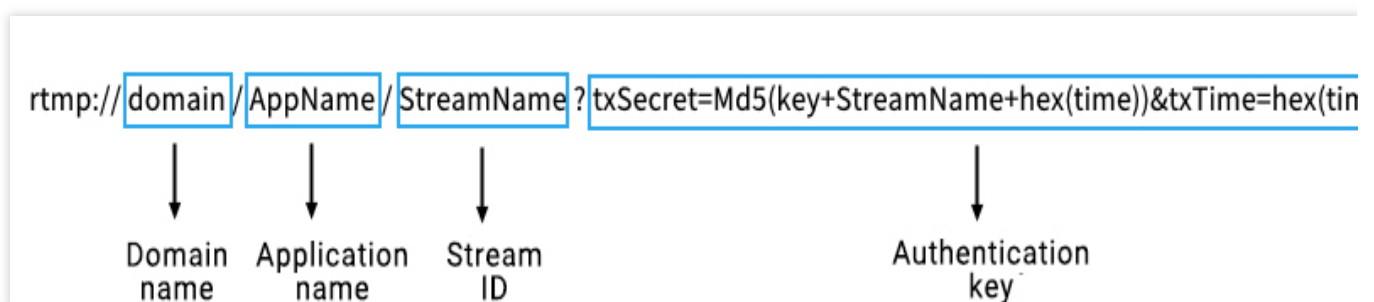 rtmp://domain/AppName/StreamName?txSecret=Md5(key+StreamName+hex(time))&txTime=hex(tim
Domain name
Application name
Stream ID
Authentication key